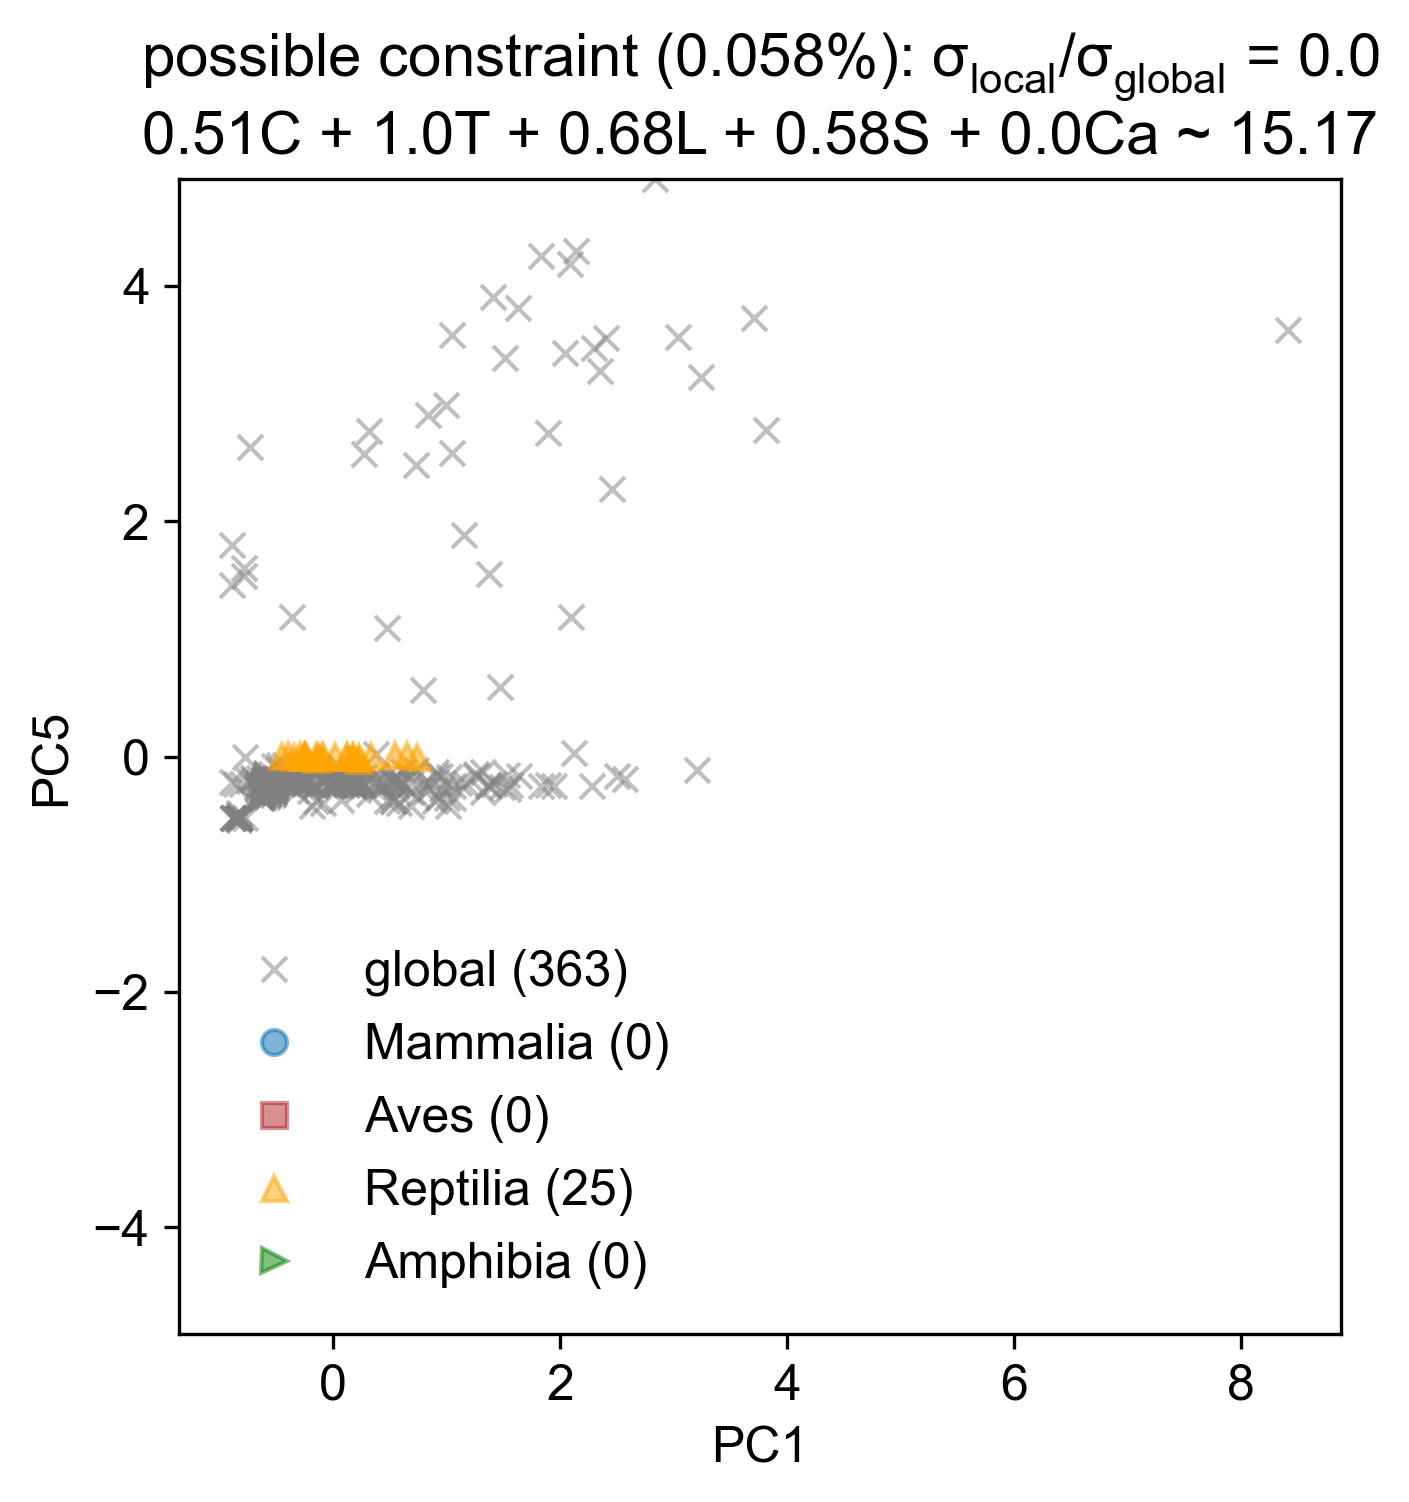 possible constraint (0.058%): σlocal/σglobal = 0.0
0.51C + 1.0T + 0.68L + 0.58S + 0.0Ca ~ 15.17
4
2
0
−2
−4
PC5
global (363)
Mammalia (0)
Aves (0)
Reptilia (25)
Amphibia (0)
0 2 4 6 8
PC1